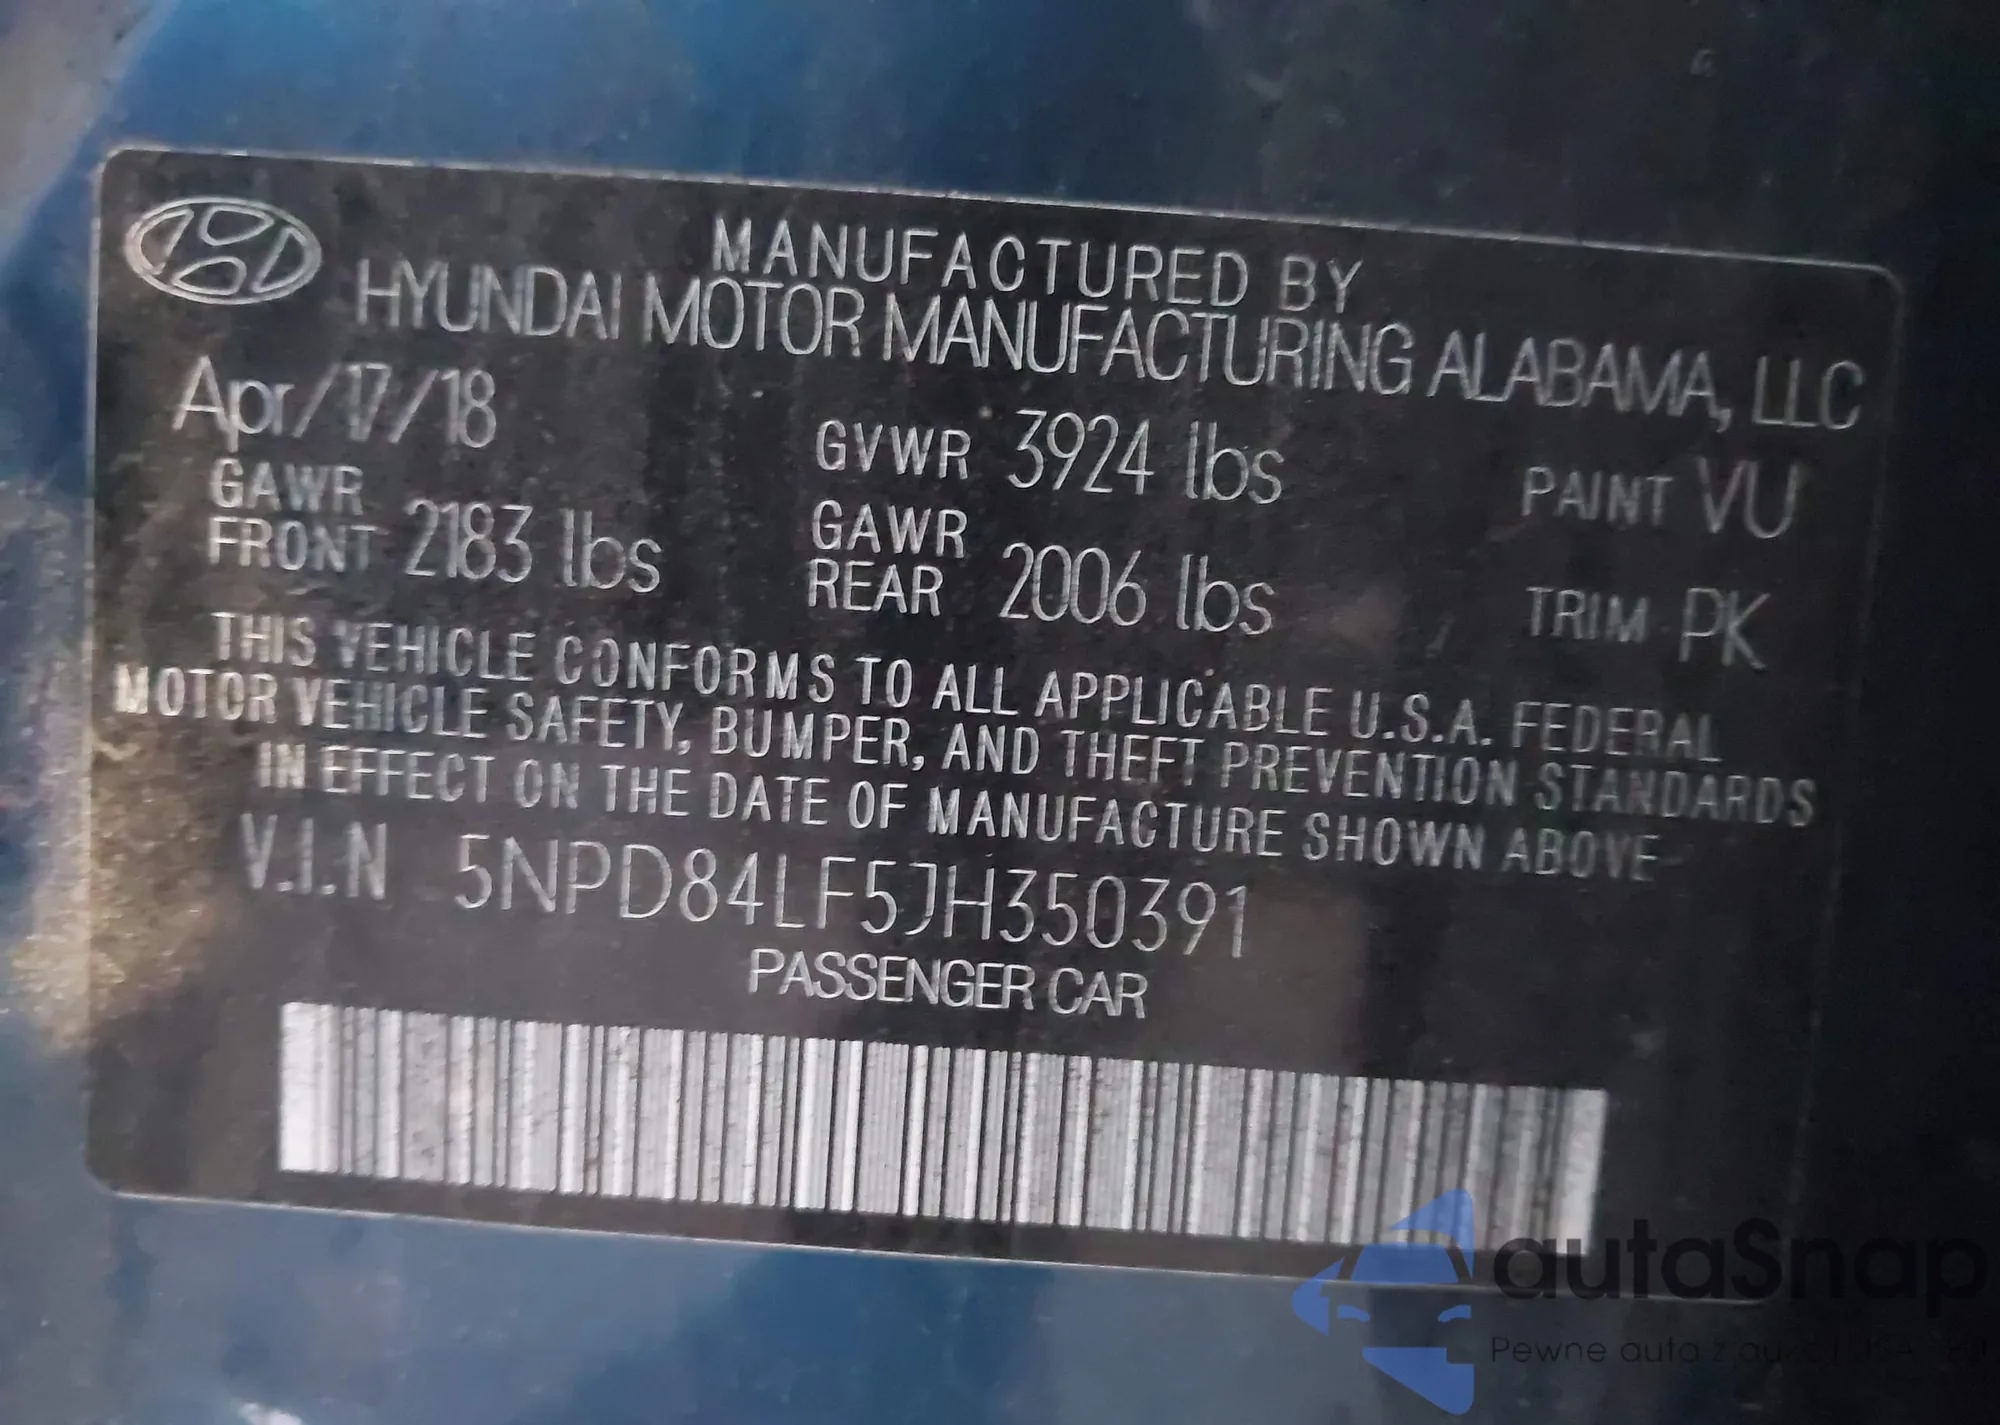 MANUFACTURED BY
HYUNDAI MOTOR MANUFACTURING ALABAMA, LLC
Apr/17/18
GVWR 3924 lbs
PAINT VU
GAWR
FRONT 2183 lbs
GAWR
REAR 2006 lbs
TRIM PK
THIS VEHICLE CONFORMS TO ALL APPLICABLE U.S.A. FEDERAL
MOTOR VEHICLE SAFETY, BUMPER, AND THEFT PREVENTION STANDARDS
IN EFFECT ON THE DATE OF MANUFACTURE SHOWN ABOVE
V.I.N 5NPD84LF5JH350391
PASSENGER CAR
autaSnap
Pewne auta z